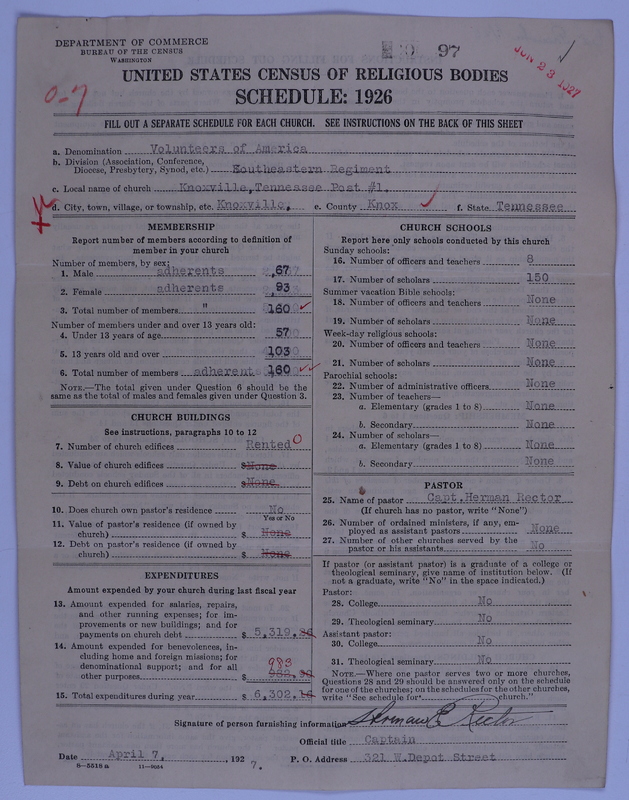 DEPARTMENT OF COMMERCE
BUREAU OF THE CENSUS
WASHINGTON
97
JUN 23 1927
UNITED STATES CENSUS OF RELIGIOUS BODIES
SCHEDULE: 1926
0-7
FILL OUT A SEPARATE SCHEDULE FOR EACH CHURCH. SEE INSTRUCTIONS ON THE BACK OF THIS SHEET
a. Denomination Volunteers of America
b. Division (Association, Conference, Diocese, Presbytery, Synod, etc.) Southeastern Regiment
c. Local name of church Knoxville,Tennessee Post #1.
d. City, town, village, or township, etc. Knoxville, e. County Knox f. State Tennessee
MEMBERSHIP
Report number of members according to definition of
member in your church
Number of members, by sex:
1. Male adherents 67
2. Female adherents 93
3. Total number of members " 160
Number of members under and over 13 years old:
4. Under 13 years of age 57
5. 13 years old and over 103
6. Total number of members adherent 160
NOTE.—The total given under Question 6 should be the
same as the total of males and females given under Question 3.
CHURCH BUILDINGS
See instructions, paragraphs 10 to 12
7. Number of church edifices Rented 0
8. Value of church edifices $ None
9. Debt on church edifices $ None
10. Does church own pastor's residence No
Yes or No
11. Value of pastor's residence (if owned by
church) $ None
12. Debt on pastor's residence (if owned by
church) $ None
EXPENDITURES
Amount expended by your church during last fiscal year
13. Amount expended for salaries, repairs,
and other running expenses; for im-
provements or new buildings; and for
payments on church debt $ 5,319.
14. Amount expended for benevolences, in-
cluding home and foreign missions; for
denominational support; and for all
other purposes $ 983
15. Total expenditures during year $ 6,302.
CHURCH SCHOOLS
Report here only schools conducted by this church
Sunday schools:
16. Number of officers and teachers 8
17. Number of scholars 150
Summer vacation Bible schools:
18. Number of officers and teachers None
19. Number of scholars None
Week-day religious schools:
20. Number of officers and teachers None
21. Number of scholars None
Parochial schools:
22. Number of administrative officers None
23. Number of teachers—
a. Elementary (grades 1 to 8) None
b. Secondary None
24. Number of scholars—
a. Elementary (grades 1 to 8) None
b. Secondary None
PASTOR
25. Name of pastor Capt.Herman Rector
(If church has no pastor, write "None")
26. Number of ordained ministers, if any, em-
ployed as assistant pastors None
27. Number of other churches served by the
pastor or his assistants No
If pastor (or assistant pastor) is a graduate of a college or
theological seminary, give name of institution below. (If
not a graduate, write "No" in the space indicated.)
Pastor:
28. College No
29. Theological seminary No
Assistant pastor:
30. College No
31. Theological seminary No
NOTE.—Where one pastor serves two or more churches,
Questions 28 and 29 should be answered only on the schedule
for one of the churches; on the schedules for the other churches,
write "See schedule for church."
Signature of person furnishing information Herman E Rector
Official title Captain
Date April 7, , 1927. P. O. Address 321 W.Depot Street
8-5518a 11-9054